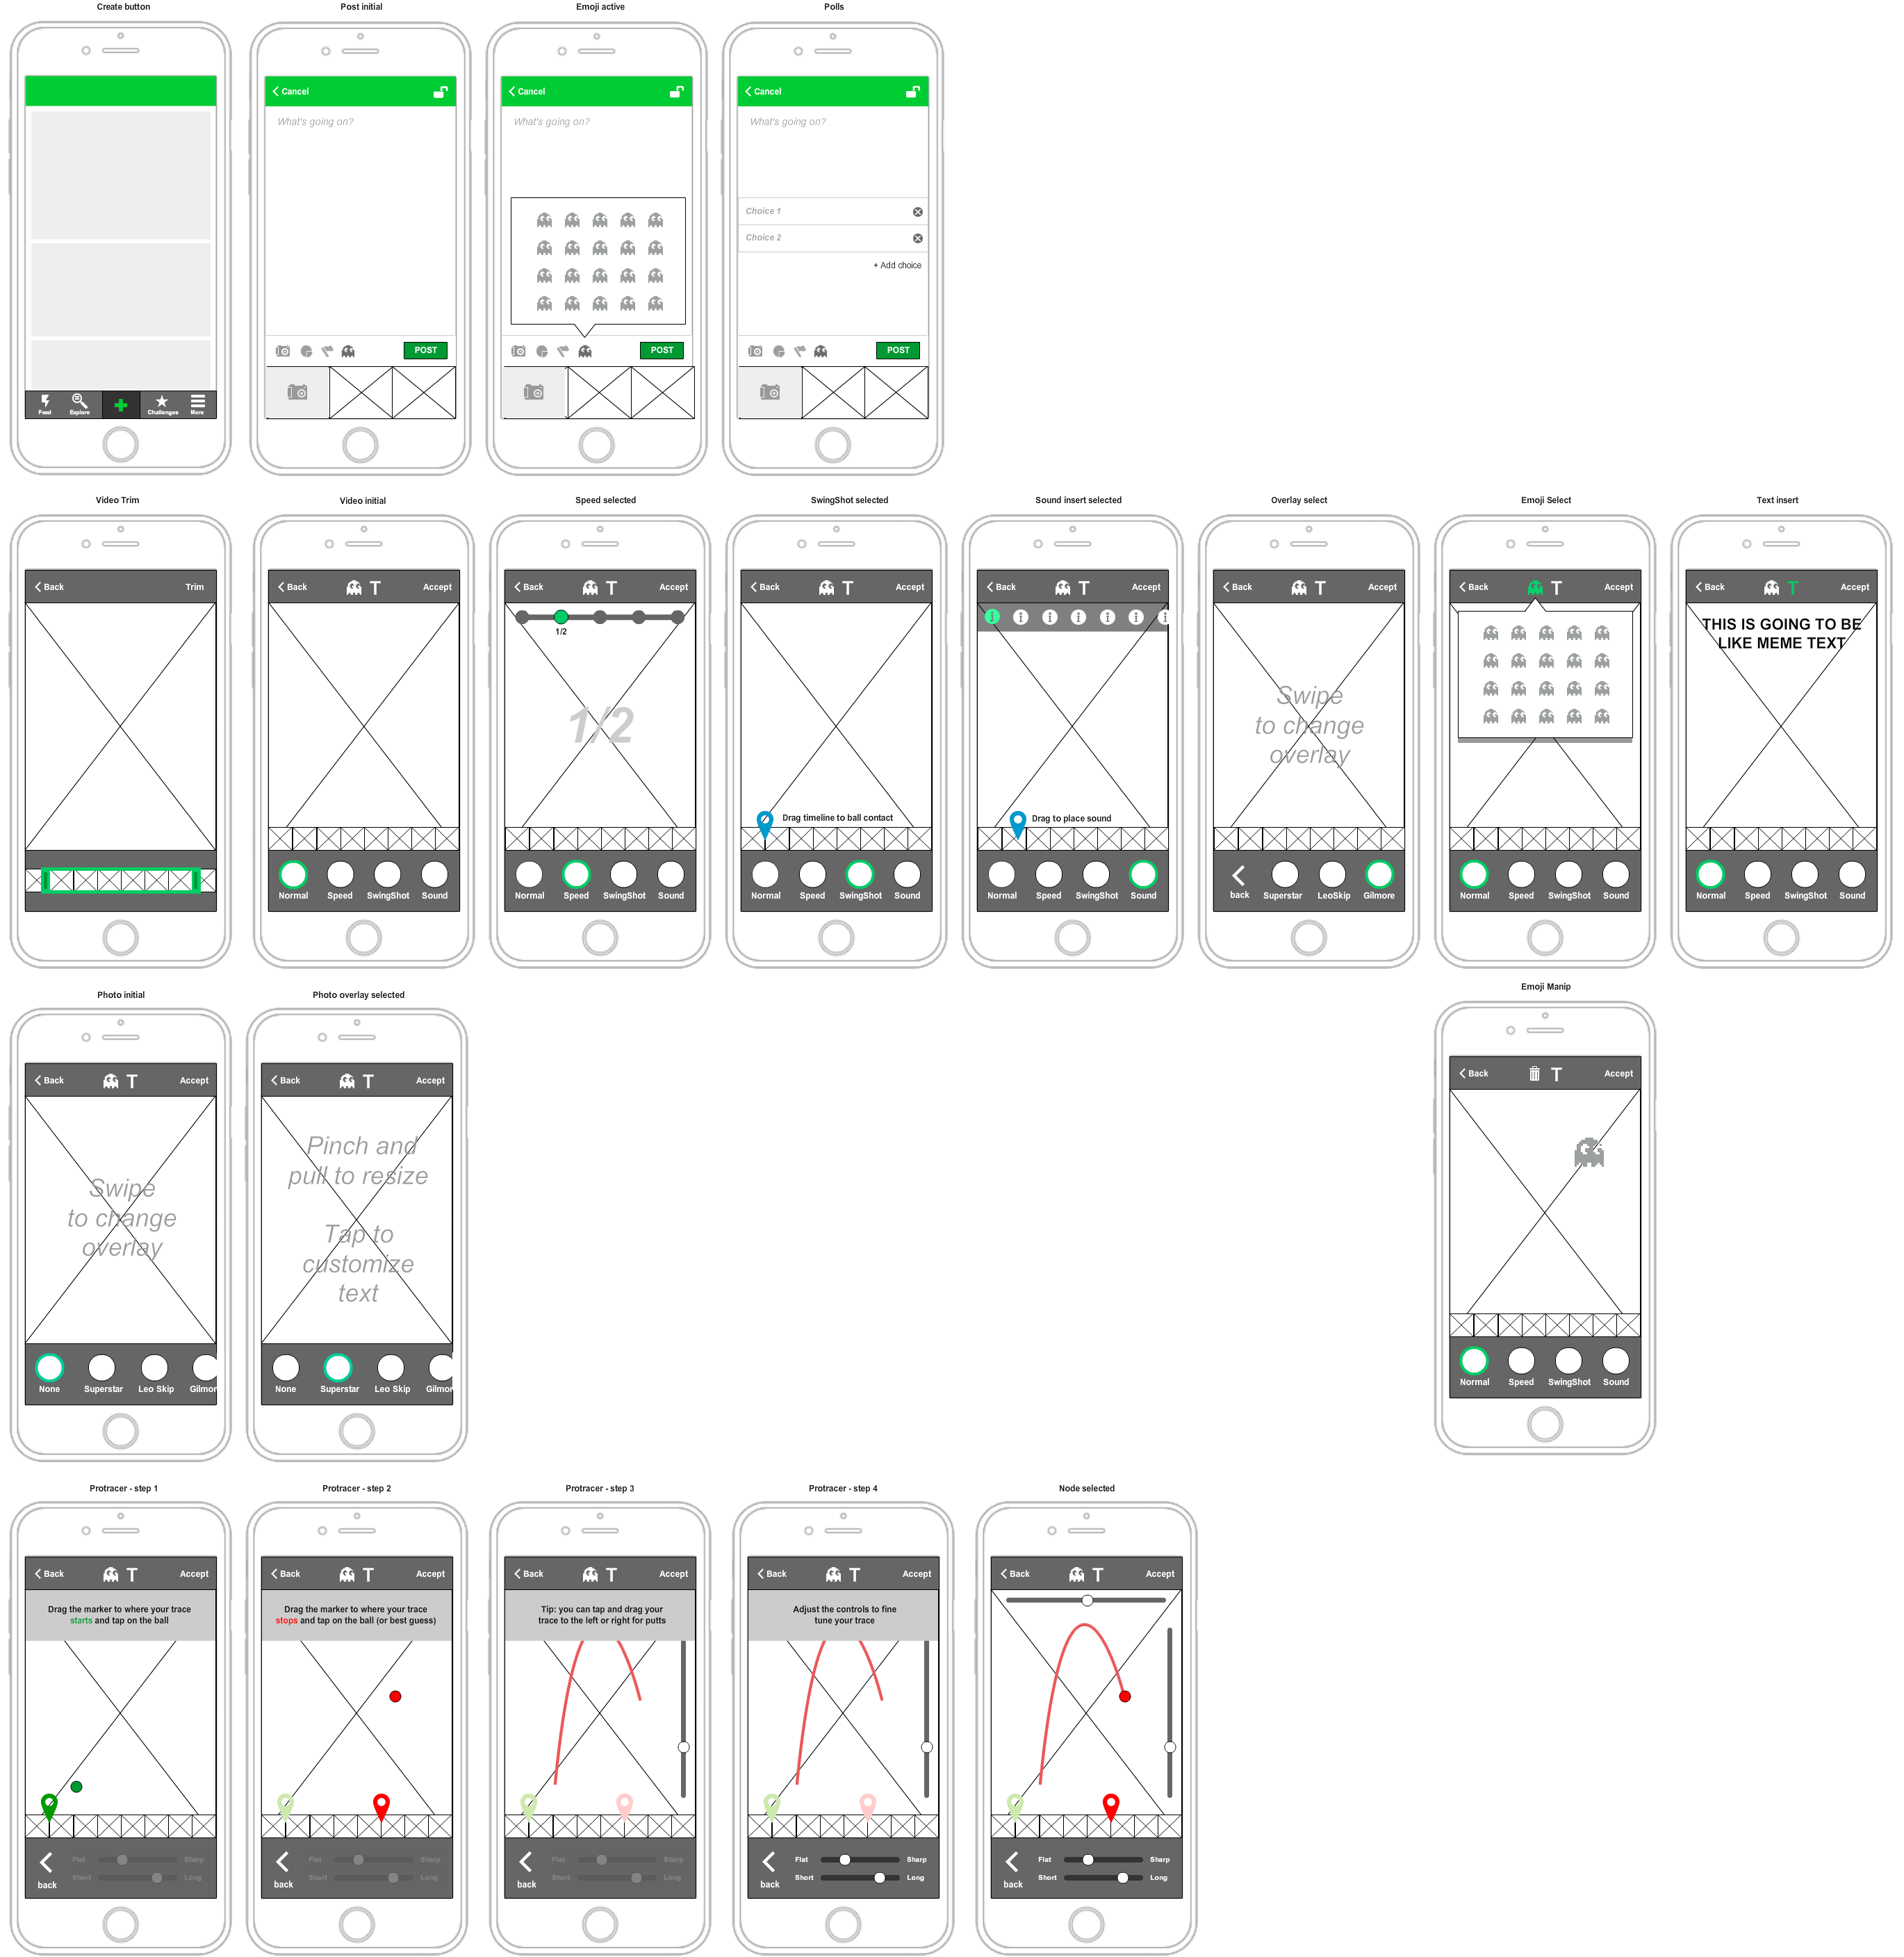 Create button
Feed
Explore
Challenges
More
Post initial
Cancel
What's going on?
POST
Emoji active
Cancel
What's going on?
POST
Polls
Cancel
What's going on?
Choice 1
Choice 2
+ Add choice
POST
Video Trim
Back
Trim
Video initial
Back
T
Accept
Normal
Speed
SwingShot
Sound
Speed selected
Back
T
Accept
1/2
1/2
Normal
Speed
SwingShot
Sound
SwingShot selected
Back
T
Accept
Drag timeline to ball contact
Normal
Speed
SwingShot
Sound
Sound insert selected
Back
T
Accept
i
i
i
i
i
i
i
Drag to place sound
Normal
Speed
SwingShot
Sound
Overlay select
Back
T
Accept
Swipe
to change
overlay
back
Superstar
LeoSkip
Gilmore
Emoji Select
Back
T
Accept
Normal
Speed
SwingShot
Sound
Text insert
Back
T
Accept
THIS IS GOING TO BE
LIKE MEME TEXT
Normal
Speed
SwingShot
Sound
Photo initial
Back
T
Accept
Swipe
to change
overlay
None
Superstar
Leo Skip
Gilmor
Photo overlay selected
Back
T
Accept
Pinch and
pull to resize
Tap to
customize
text
None
Superstar
Leo Skip
Gilmor
Emoji Manip
Back
T
Accept
Normal
Speed
SwingShot
Sound
Protracer - step 1
Back
T
Accept
Drag the marker to where your trace
starts and tap on the ball
back
Flat
Sharp
Short
Long
Protracer - step 2
Back
T
Accept
Drag the marker to where your trace
stops and tap on the ball (or best guess)
back
Flat
Sharp
Short
Long
Protracer - step 3
Back
T
Accept
Tip: you can tap and drag your
trace to the left or right for putts
back
Flat
Sharp
Short
Long
Protracer - step 4
Back
T
Accept
Adjust the controls to fine
tune your trace
back
Flat
Sharp
Short
Long
Node selected
Back
T
Accept
back
Flat
Sharp
Short
Long